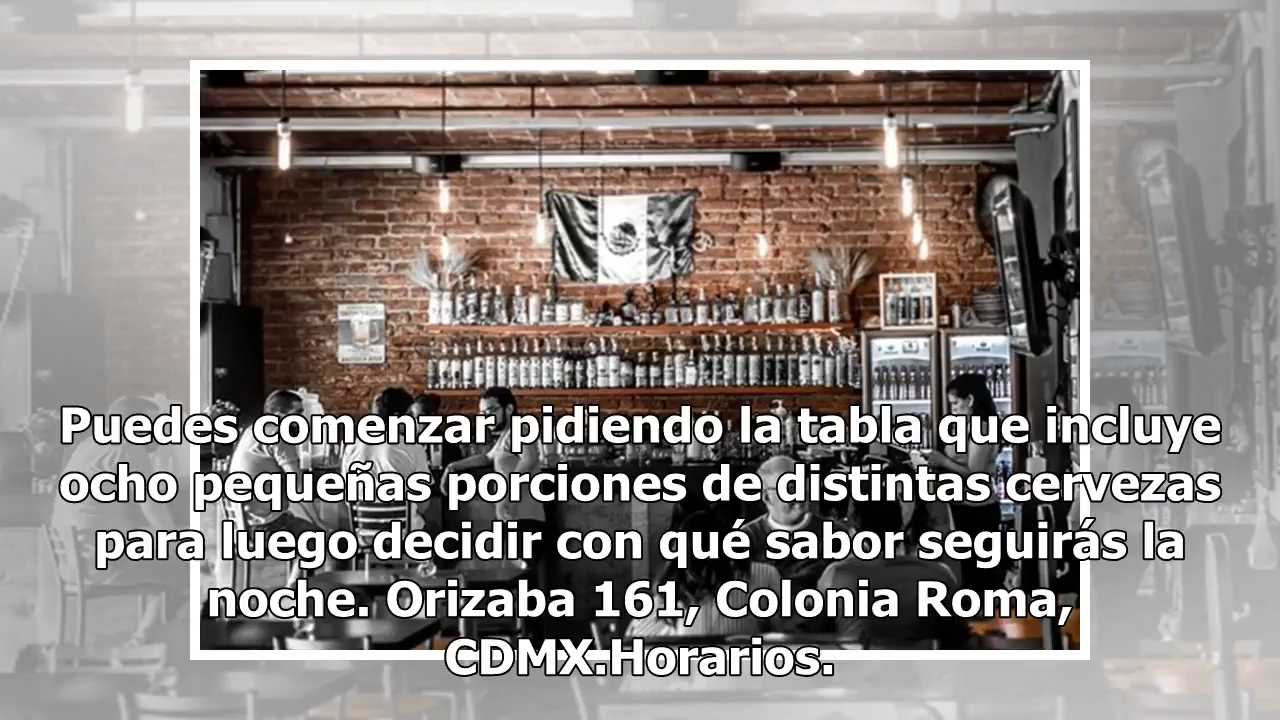 Puedes comenzar pidiendo la tabla que incluye
ocho pequeñas porciones de distintas cervezas
para luego decidir con qué sabor seguirás la
noche. Orizaba 161, Colonia Roma,
CDMX.Horarios.